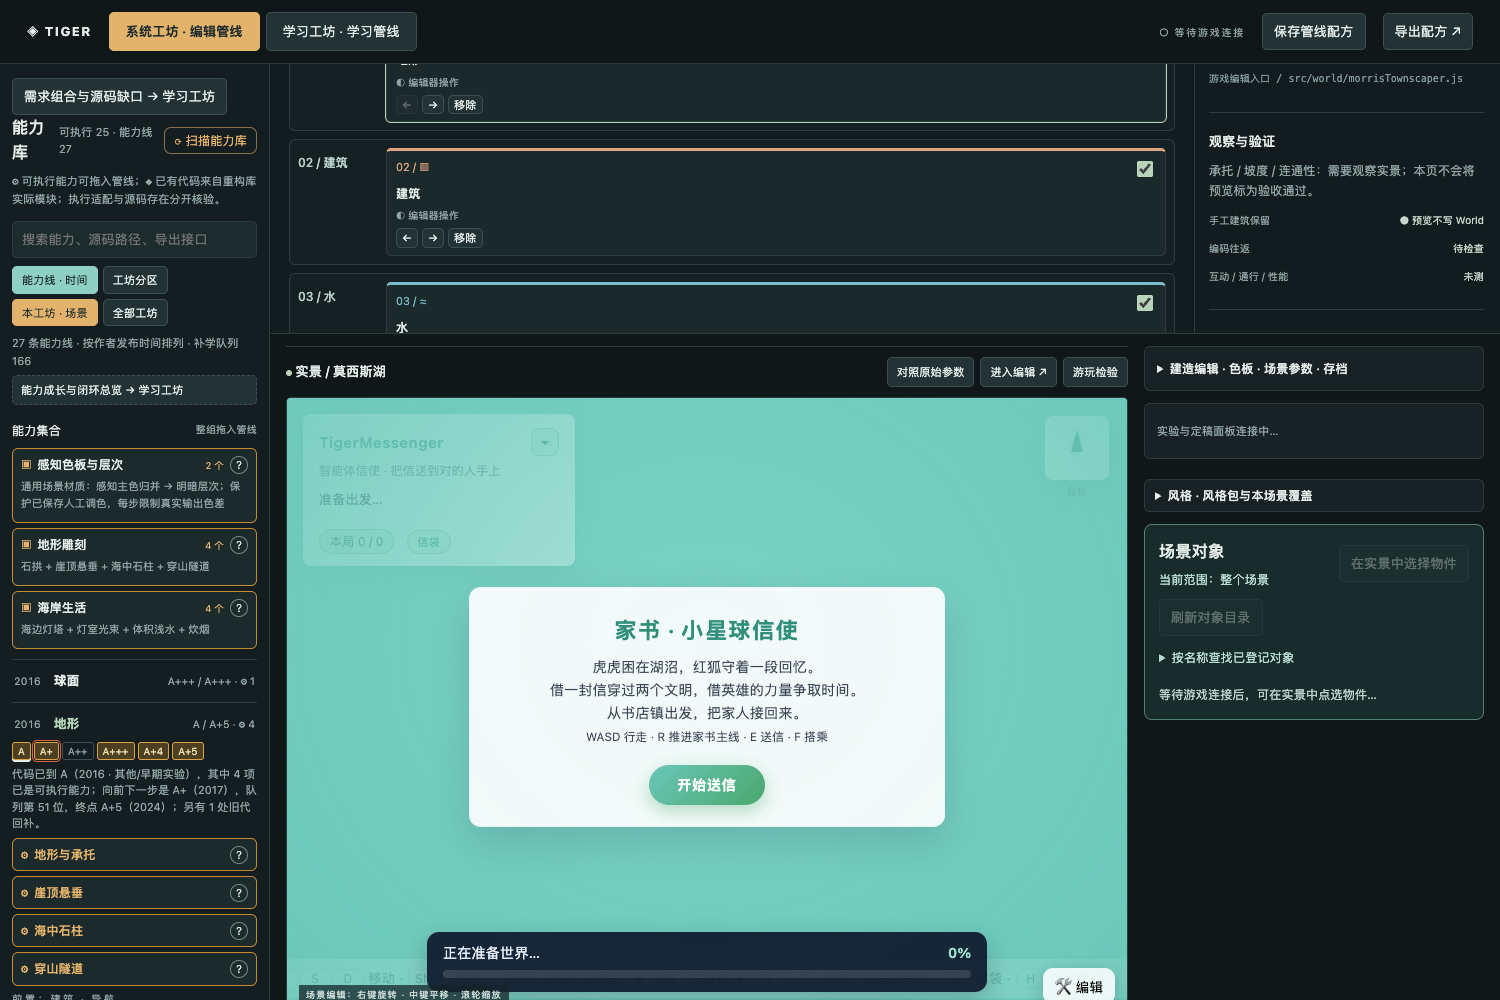 ◈ TIGER
系统工坊 · 编辑管线
学习工坊 · 学习管线
等待游戏连接
保存管线配方
导出配方 ↗
需求组合与源码缺口 → 学习工坊
能力库
可执行 25 · 能力线 27
⟳ 扫描能力库
⚙ 可执行能力可拖入管线；◆ 已有代码来自重构库实际模块；执行适配与源码存在分开核验。
搜索能力、源码路径、导出接口
能力线 · 时间
工坊分区
本工坊 · 场景
全部工坊
27 条能力线 · 按作者发布时间排列 · 补学队列 166
能力成长与闭环总览 → 学习工坊
能力集合
整组拖入管线
▣ 感知色板与层次
2 个 ?
通用场景材质：感知主色归并 → 明暗层次；保护已保存人工调色，每步限制真实输出色差
▣ 地形雕刻
4 个 ?
石拱 + 崖顶悬垂 + 海中石柱 + 穿山隧道
▣ 海岸生活
4 个 ?
海边灯塔 + 灯室光束 + 体积浅水 + 炊烟
2016 球面
A+++ / A+++ · ⚙ 1
2016 地形
A / A+5 · ⚙ 4
A A+ A++ A+++ A+4 A+5
代码已到 A（2016 · 其他/早期实验），其中 4 项已是可执行能力；向前下一步是 A+（2017），队列第 51 位，终点 A+5（2024）；另有 1 处旧代回补。
⚙ 地形与承托 ?
⚙ 崖顶悬垂 ?
⚙ 海中石柱 ?
⚙ 穿山隧道 ?
前置：建筑 · 导航
◐ 编辑器操作
← → 移除
02 / 建筑
02 / ▥
建筑
◐ 编辑器操作
← → 移除
03 / 水
03 / ≈
水
游戏编辑入口 / src/world/morrisTownscaper.js
观察与验证
承托 / 坡度 / 连通性：需要观察实景；本页不会将预览标为验收通过。
手工建筑保留
● 预览不写 World
编码往返
待检查
互动 / 通行 / 性能
未测
实景 / 莫西斯湖
对照原始参数
进入编辑 ↗
游玩检验
TigerMessenger
智能体信使 · 把信送到对的人手上
准备出发…
本局 0 / 0
信袋
家书 · 小星球信使
虎虎困在湖沼，红狐守着一段回忆。
借一封信穿过两个文明，借英雄的力量争取时间。
从书店镇出发，把家人接回来。
WASD 行走 · R 推进家书主线 · E 送信 · F 搭乘
开始送信
正在准备世界…
0%
S D 移动 ·
袋 · H
场景编辑：右键旋转 · 中键平移 · 滚轮缩放
🛠 编辑
▶ 建造编辑 · 色板 · 场景参数 · 存档
实验与定稿面板连接中…
▶ 风格 · 风格包与本场景覆盖
场景对象
当前范围：整个场景
在实景中选择物件
刷新对象目录
▶ 按名称查找已登记对象
等待游戏连接后，可在实景中点选物件…